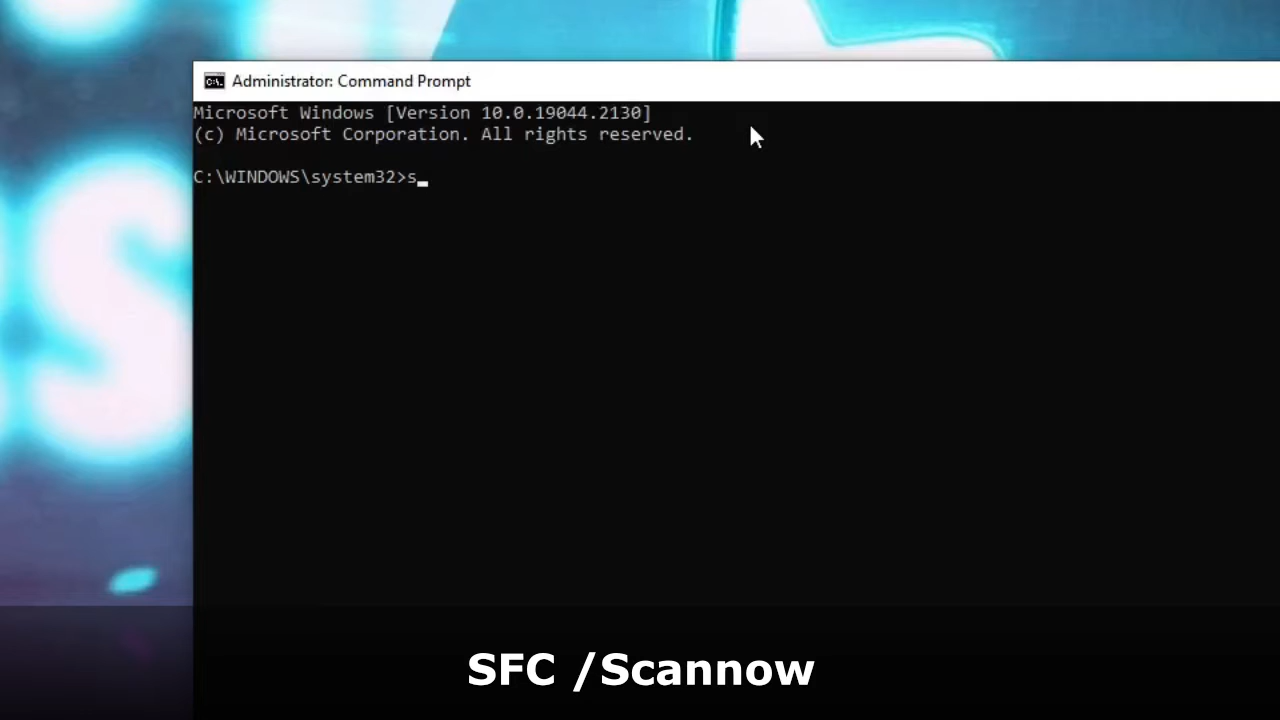 Administrator: Command Prompt
Microsoft Windows [Version 10.0.19044.2130]
(c) Microsoft Corporation. All rights reserved.
C:\WINDOWS\system32>s
S
SFC /Scannow